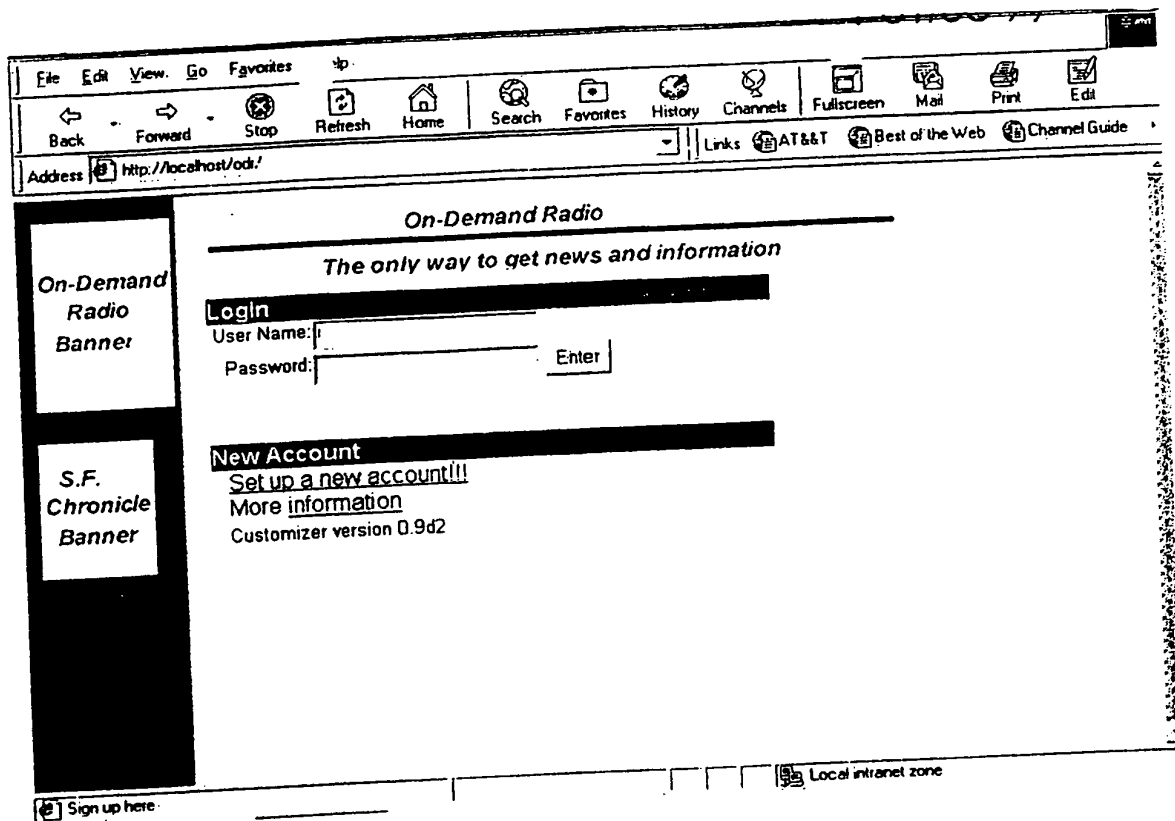 File Edit View. Go Favorites
Back Forward Stop Refresh Home Search Favorites History Channels Fullscreen Mail Print Edit
Address http://localhost/odr/ Links AT&T Best of the Web Channel Guide
On-Demand Radio
The only way to get news and information
On-Demand
Radio
Banner
Login
User Name:
Password:
Enter
S.F.
Chronicle
Banner
New Account
Set up a new account!!!
More information
Customizer version 0.9d2
Sign up here
Local intranet zone